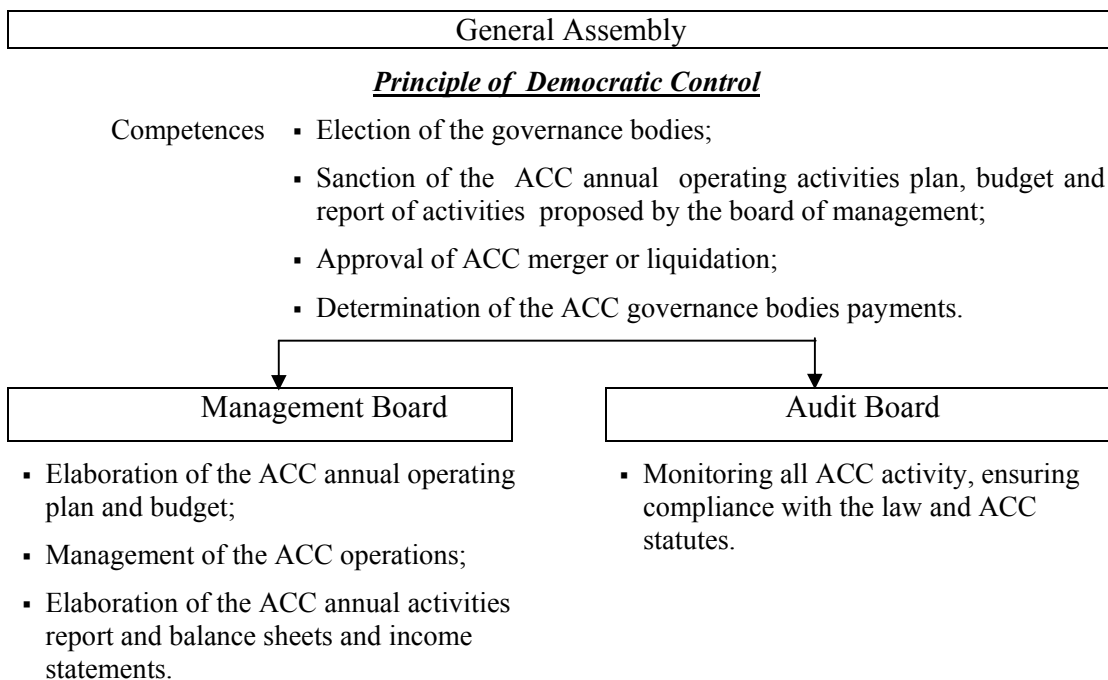 General Assembly
Principle of Democratic Control
Competences ▪ Election of the governance bodies;
▪ Sanction of the ACC annual operating activities plan, budget and
report of activities proposed by the board of management;
▪ Approval of ACC merger or liquidation;
▪ Determination of the ACC governance bodies payments.
Management Board
▪ Elaboration of the ACC annual operating
plan and budget;
▪ Management of the ACC operations;
▪ Elaboration of the ACC annual activities
report and balance sheets and income
statements.
Audit Board
▪ Monitoring all ACC activity, ensuring
compliance with the law and ACC
statutes.